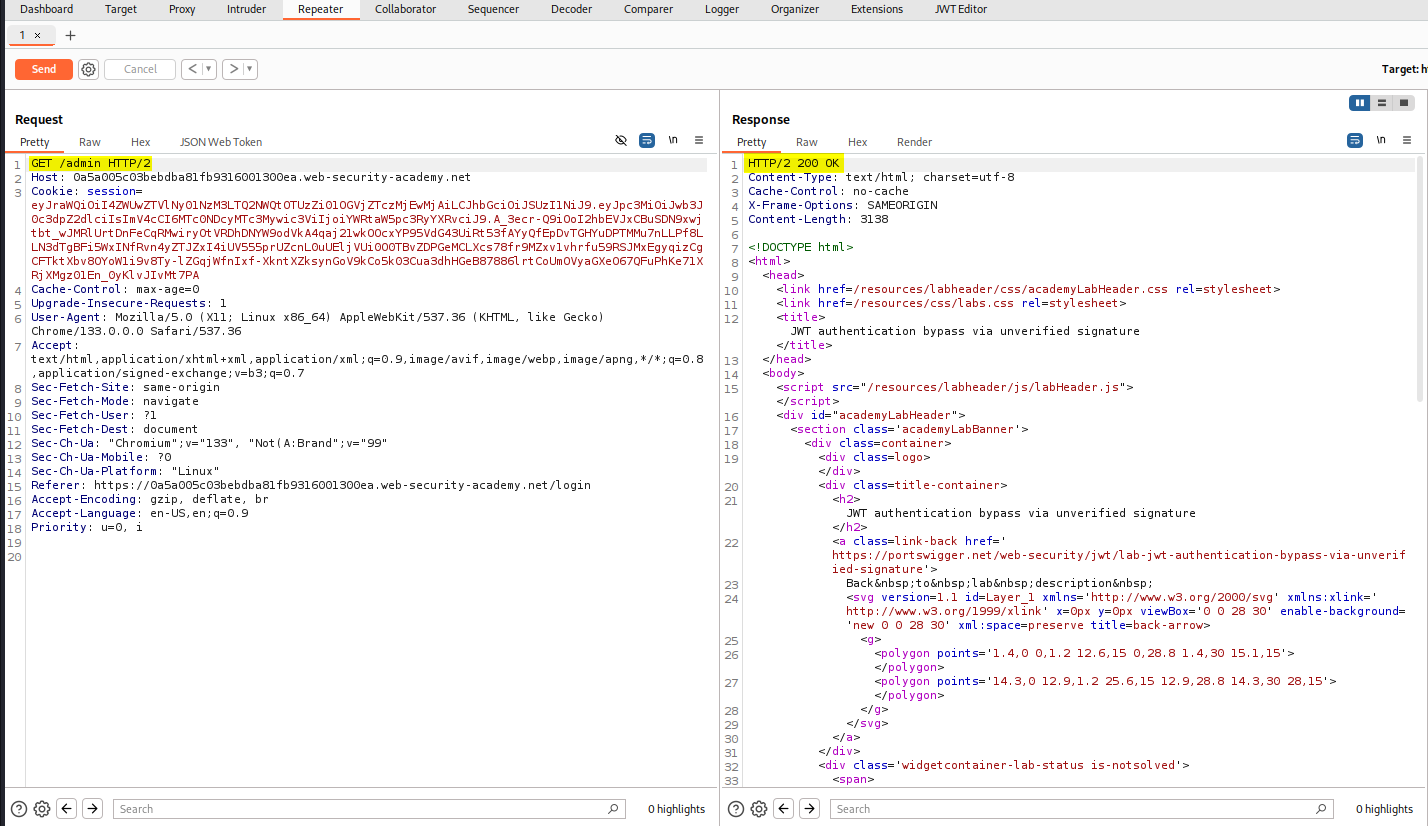 Dashboard Target Proxy Intruder Repeater Collaborator Sequencer Decoder Comparer Logger Organizer Extensions JWT Editor
1 × +
Send Cancel < ▾ > ▾ Target: h
Request
Pretty Raw Hex JSON Web Token \n
1 GET /admin HTTP/2
2 Host: 0a5a005c03bebdba81fb9316001300ea.web-security-academy.net
3 Cookie: session=
4 Cache-Control: max-age=0
5 Upgrade-Insecure-Requests: 1
6 User-Agent: Mozilla/5.0 (X11; Linux x86_64) AppleWebKit/537.36 (KHTML, like Gecko)
Chrome/133.0.0.0 Safari/537.36
7 Accept:
text/html,application/xhtml+xml,application/xml;q=0.9,image/avif,image/webp,image/apng,*/*;q=0.8
,application/signed-exchange;v=b3;q=0.7
8 Sec-Fetch-Site: same-origin
9 Sec-Fetch-Mode: navigate
10 Sec-Fetch-User: ?1
11 Sec-Fetch-Dest: document
12 Sec-Ch-Ua: "Chromium";v="133", "Not(A:Brand";v="99"
13 Sec-Ch-Ua-Mobile: ?0
14 Sec-Ch-Ua-Platform: "Linux"
15 Referer: https://0a5a005c03bebdba81fb9316001300ea.web-security-academy.net/login
16 Accept-Encoding: gzip, deflate, br
17 Accept-Language: en-US,en;q=0.9
18 Priority: u=0, i
19
20
Search 0 highlights
Response
Pretty Raw Hex Render \n
1 HTTP/2 200 OK
2 Content-Type: text/html; charset=utf-8
3 Cache-Control: no-cache
4 X-Frame-Options: SAMEORIGIN
5 Content-Length: 3138
6
7 <!DOCTYPE html>
8 <html>
9 <head>
10 <link href=/resources/labheader/css/academyLabHeader.css rel=stylesheet>
11 <link href=/resources/css/labs.css rel=stylesheet>
12 <title>
JWT authentication bypass via unverified signature
</title>
13 </head>
14 <body>
15 <script src="/resources/labheader/js/labHeader.js">
</script>
16 <div id="academyLabHeader">
17 <section class='academyLabBanner'>
18 <div class=container>
19 <div class=logo>
</div>
20 <div class=title-container>
21 <h2>
JWT authentication bypass via unverified signature
</h2>
22 <a class=link-back href='
https://portswigger.net/web-security/jwt/lab-jwt-authentication-bypass-via-unverif
ied-signature'>
23 Back&nbsp;to&nbsp;lab&nbsp;description&nbsp;
24 <svg version=1.1 id=Layer_1 xmlns='http://www.w3.org/2000/svg' xmlns:xlink='
http://www.w3.org/1999/xlink' x=0px y=0px viewBox='0 0 28 30' enable-background=
'new 0 0 28 30' xml:space=preserve title=back-arrow>
25 <g>
26 <polygon points='1.4,0 0,1.2 12.6,15 0,28.8 1.4,30 15.1,15'>
</polygon>
27 <polygon points='14.3,0 12.9,1.2 25.6,15 12.9,28.8 14.3,30 28,15'>
</polygon>
28 </g>
29 </svg>
30 </a>
31 </div>
32 <div class='widgetcontainer-lab-status is-notsolved'>
33 <span>
Search 0 highlights